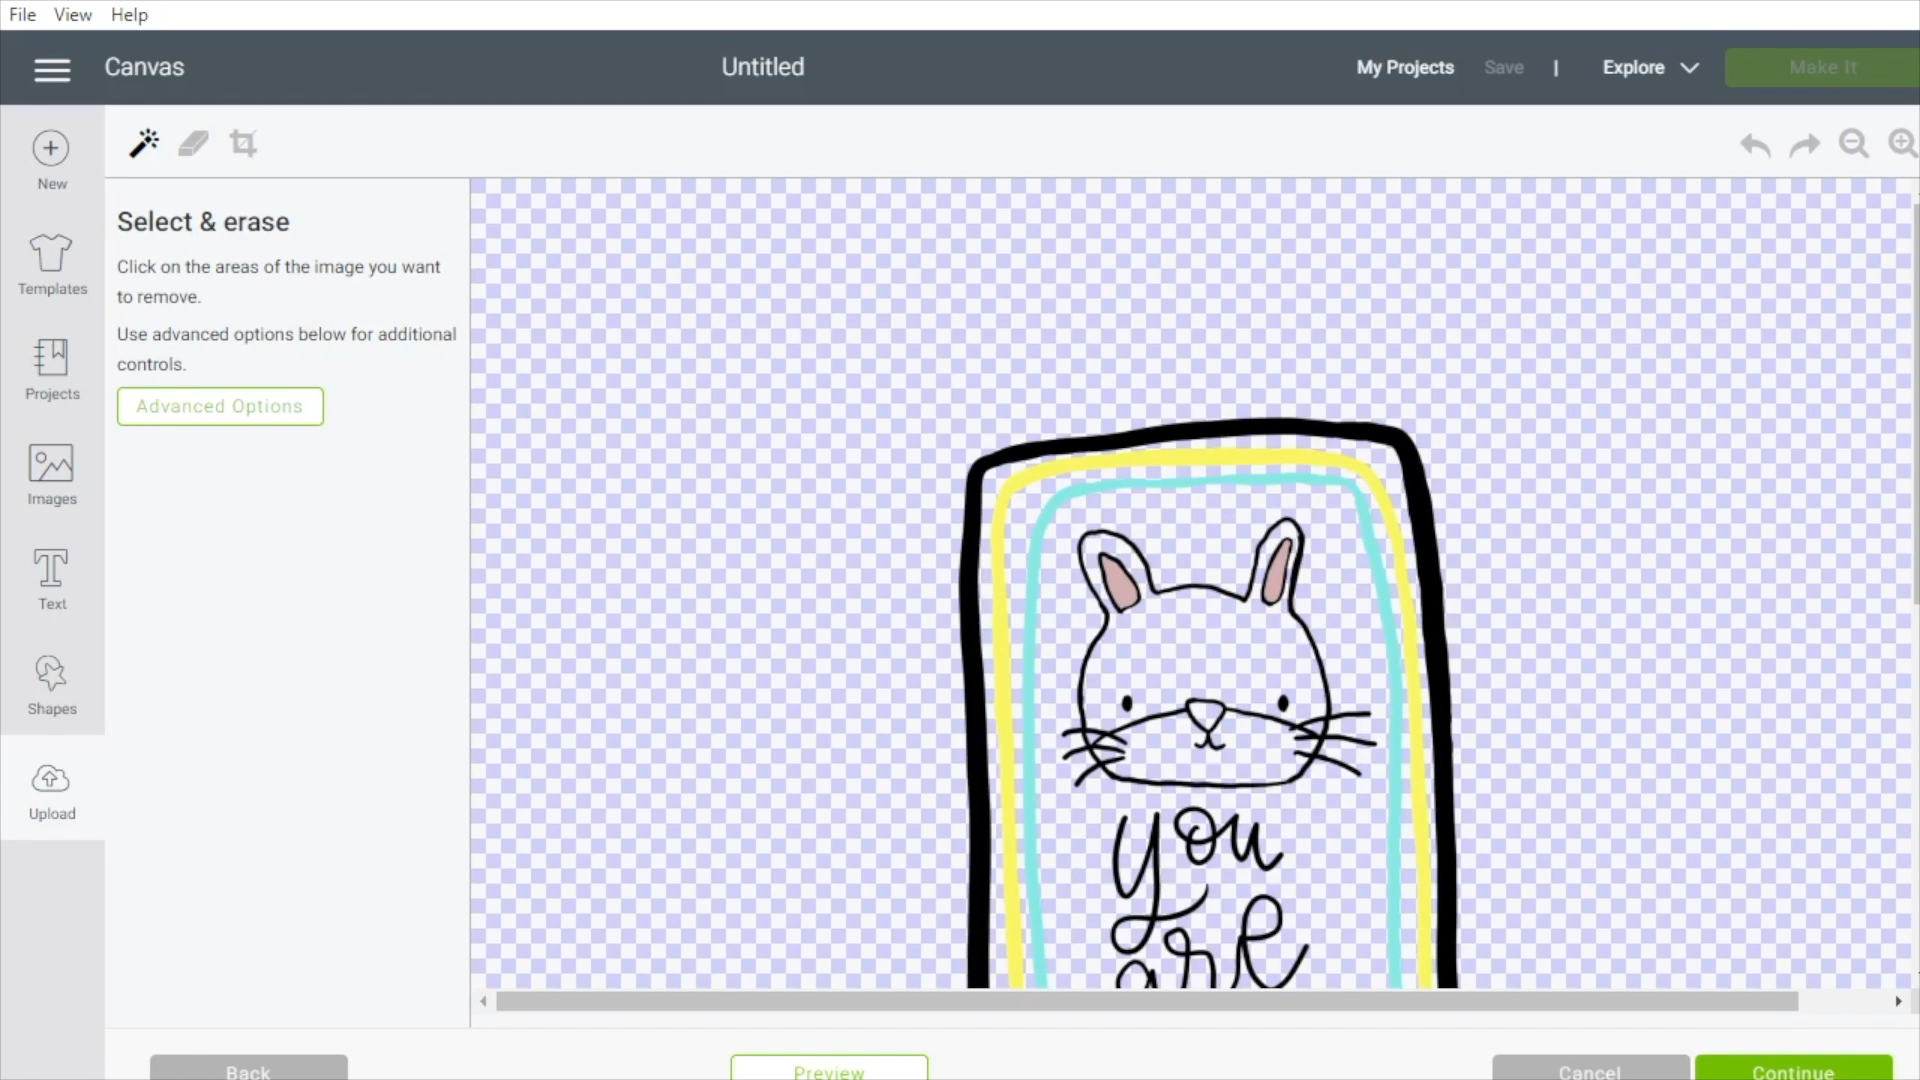 File View Help
Canvas
Untitled
My Projects Save | Explore
Make It
New
Templates
Projects
Images
Text
Shapes
Upload
Select & erase
Click on the areas of the image you want
to remove.
Use advanced options below for additional
controls.
Advanced Options
you
are
Back
Preview
Cancel
Continue